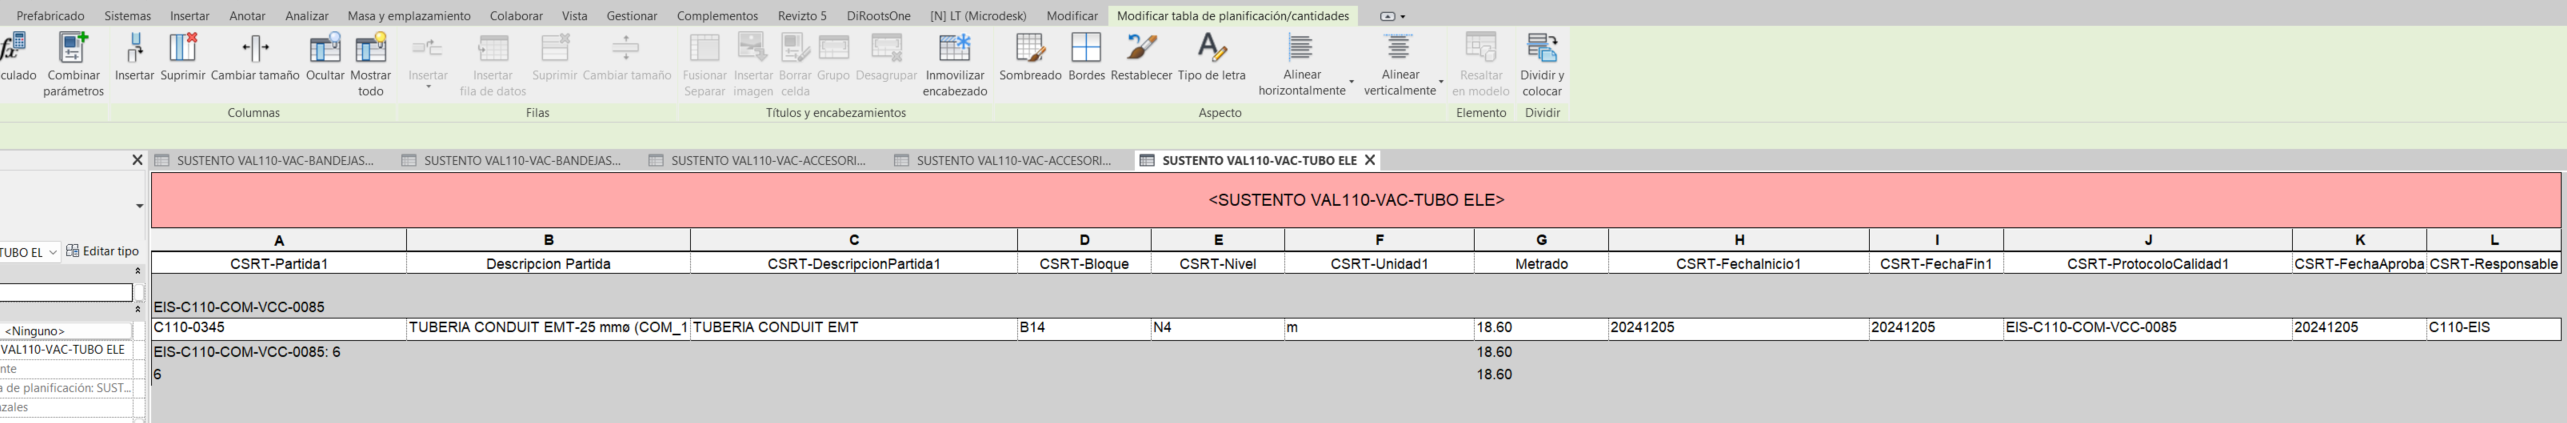 Prefabricado Sistemas Insertar Anotar Analizar Masa y emplazamiento Colaborar Vista Gestionar Complementos Revizto 5 DiRootsOne [N] LT (Microdesk) Modificar Modificar tabla de planificación/cantidades
fx
culado Combinar parámetros Insertar Suprimir Cambiar tamaño Ocultar Mostrar todo Insertar Insertar fila de datos Suprimir Cambiar tamaño Fusionar Separar Insertar imagen Borrar celda Grupo Desagrupar Inmovilizar encabezado Sombreado Bordes Restablecer Tipo de letra Alinear horizontalmente Alinear verticalmente Resaltar en modelo Dividir y colocar
Columnas Filas Títulos y encabezamientos Aspecto Elemento Dividir
SUSTENTO VAL110-VAC-BANDEJAS... SUSTENTO VAL110-VAC-BANDEJAS... SUSTENTO VAL110-VAC-ACCESORI... SUSTENTO VAL110-VAC-ACCESORI... SUSTENTO VAL110-VAC-TUBO ELE
<SUSTENTO VAL110-VAC-TUBO ELE>
A B C D E F G H I J K L
TUBO EL Editar tipo
CSRT-Partida1 Descripcion Partida CSRT-DescripcionPartida1 CSRT-Bloque CSRT-Nivel CSRT-Unidad1 Metrado CSRT-FechaInicio1 CSRT-FechaFin1 CSRT-ProtocoloCalidad1 CSRT-FechaAproba CSRT-Responsable
EIS-C110-COM-VCC-0085
<Ninguno>
C110-0345 TUBERIA CONDUIT EMT-25 mmø (COM_1 TUBERIA CONDUIT EMT B14 N4 m 18.60 20241205 20241205 EIS-C110-COM-VCC-0085 20241205 C110-EIS
VAL110-VAC-TUBO ELE
EIS-C110-COM-VCC-0085: 6 18.60
nte
6 18.60
a de planificación: SUST...
zales